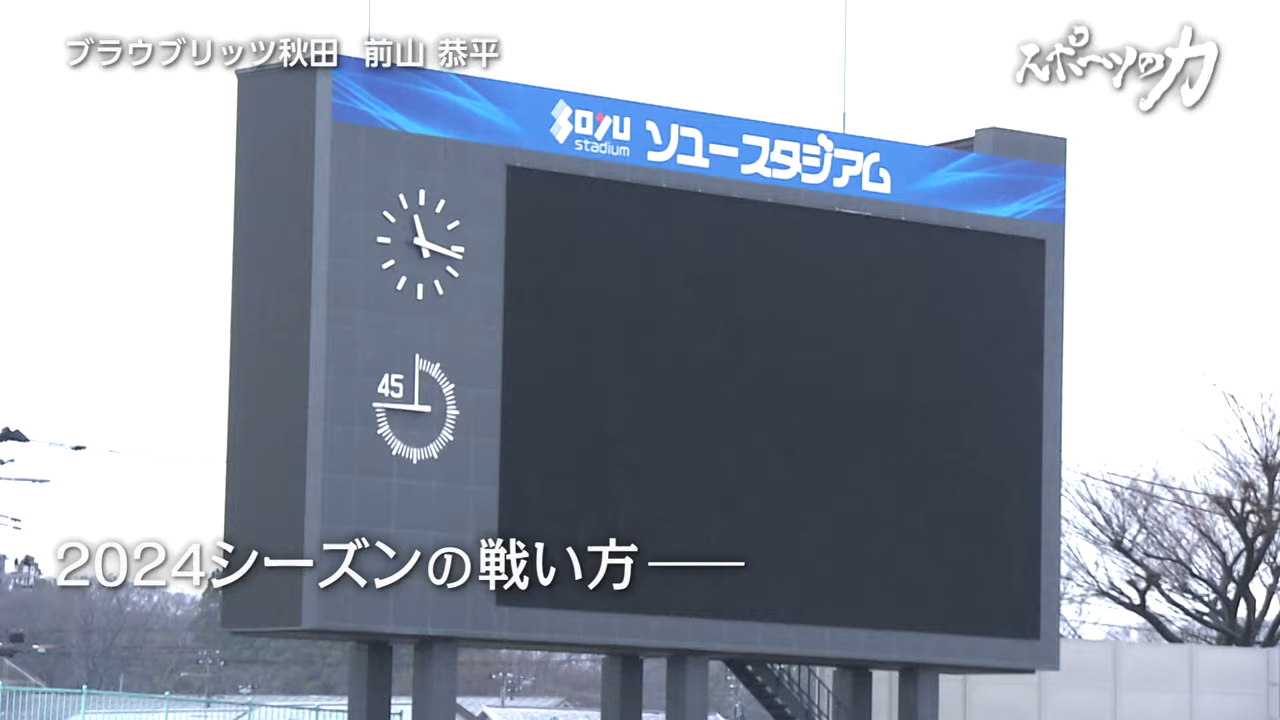 ブラウブリッツ秋田 前山 恭平
スポーツの力
SOYU
stadium
ソユースタジアム
45
2024シーズンの戦い方——